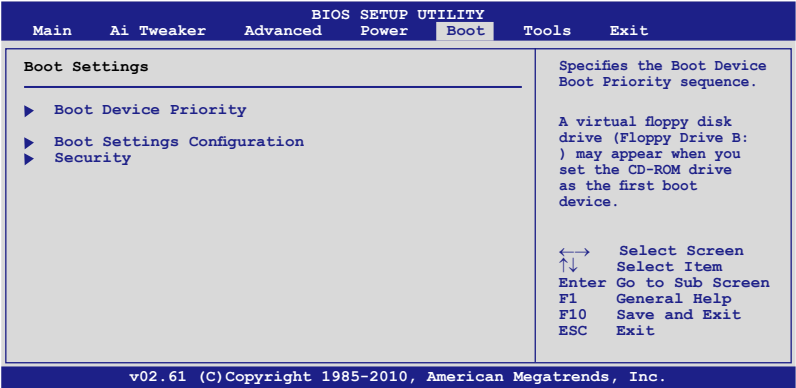 BIOS SETUP UTILITY
Main Ai Tweaker Advanced Power Boot Tools Exit
Boot Settings
Boot Device Priority
Boot Settings Configuration
Security
Specifies the Boot Device
Boot Priority sequence.
A virtual floppy disk
drive (Floppy Drive B:
) may appear when you
set the CD-ROM drive
as the first boot
device.
←→ Select Screen
↑↓ Select Item
Enter Go to Sub Screen
F1 General Help
F10 Save and Exit
ESC Exit
v02.61 (C)Copyright 1985-2010, American Megatrends, Inc.